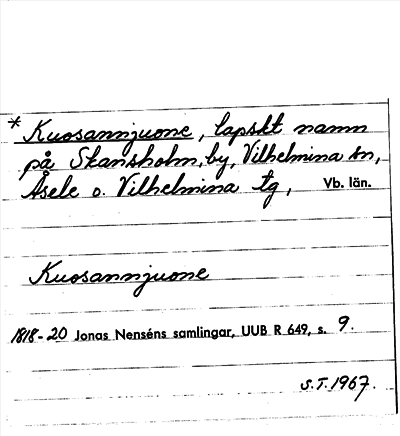 * Kuosannjuone, lapskt namn
på Skansholm, by, Vilhelmina sn,
Åsele o. Vilhelmina tg, Vb. län.
Kuosannjuone
1818-20 Jonas Nenséns samlingar, UUB R 649, s. 9.
S.T. 1967.